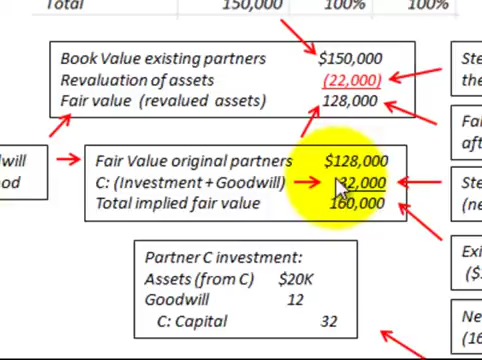 Total 150,000 100% 100%
Book Value existing partners $150,000
Revaluation of assets (22,000)
Fair value (revalued assets) 128,000
Fair Value original partners $128,000
C: (Investment + Goodwill) 32,000
Total implied fair value 160,000
Partner C investment:
Assets (from C) $20K
Goodwill 12
C: Capital 32